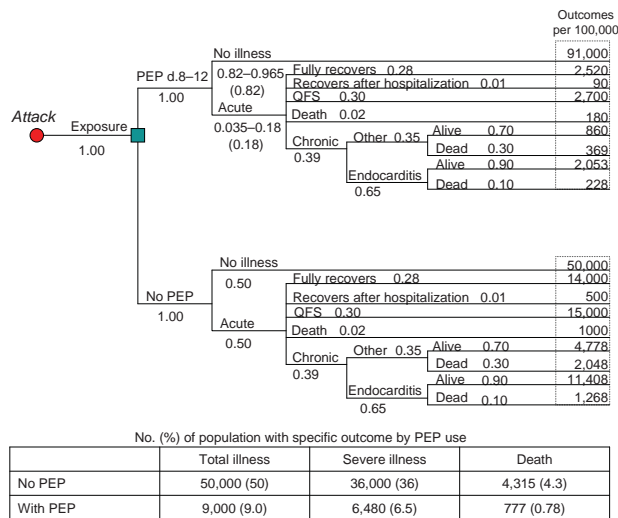 Outcomes
per 100,000
No illness 91,000
PEP d.8–12 0.82–0.965 Fully recovers 0.28 2,520
1.00 (0.82) Recovers after hospitalization 0.01 90
Acute QFS 0.30 2,700
0.035–0.18 Death 0.02 180
(0.18) Chronic Other 0.35 Alive 0.70 860
0.39 Dead 0.30 369
Endocarditis Alive 0.90 2,053
0.65 Dead 0.10 228
Attack Exposure
1.00
No illness 50,000
0.50 Fully recovers 0.28 14,000
No PEP Recovers after hospitalization 0.01 500
1.00 QFS 0.30 15,000
Acute Death 0.02 1000
0.50 Chronic Other 0.35 Alive 0.70 4,778
0.39 Dead 0.30 2,048
Endocarditis Alive 0.90 11,408
0.65 Dead 0.10 1,268
No. (%) of population with specific outcome by PEP use
Total illness Severe illness Death
No PEP 50,000 (50) 36,000 (36) 4,315 (4.3)
With PEP 9,000 (9.0) 6,480 (6.5) 777 (0.78)